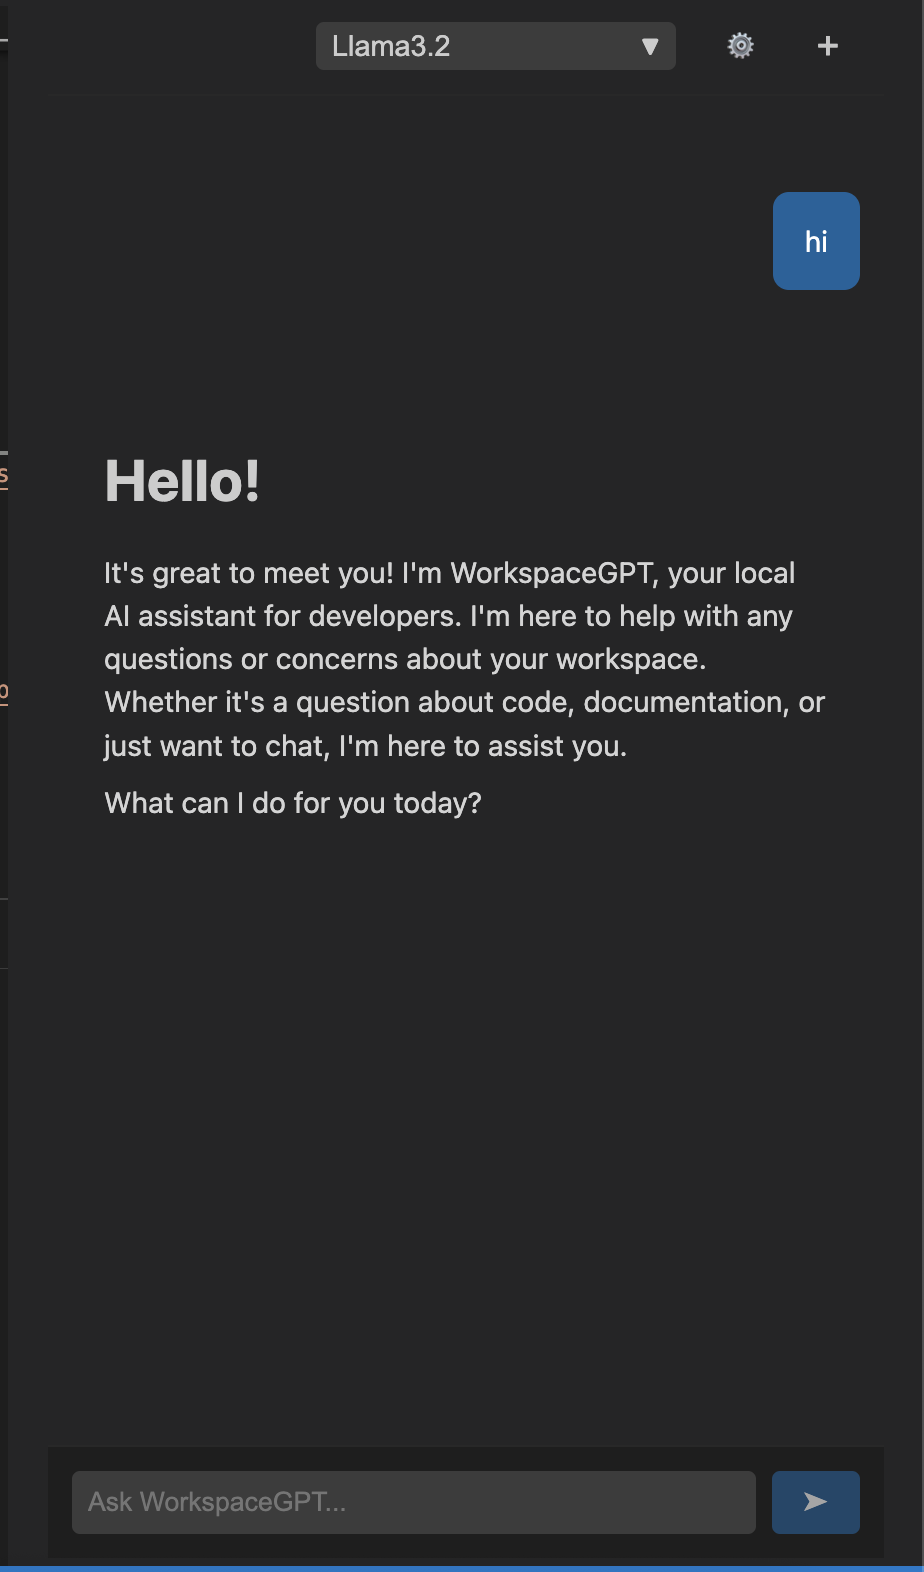 Llama3.2
hi
Hello!
It's great to meet you! I'm WorkspaceGPT, your local
AI assistant for developers. I'm here to help with any
questions or concerns about your workspace.
Whether it's a question about code, documentation, or
just want to chat, I'm here to assist you.
What can I do for you today?
Ask WorkspaceGPT...